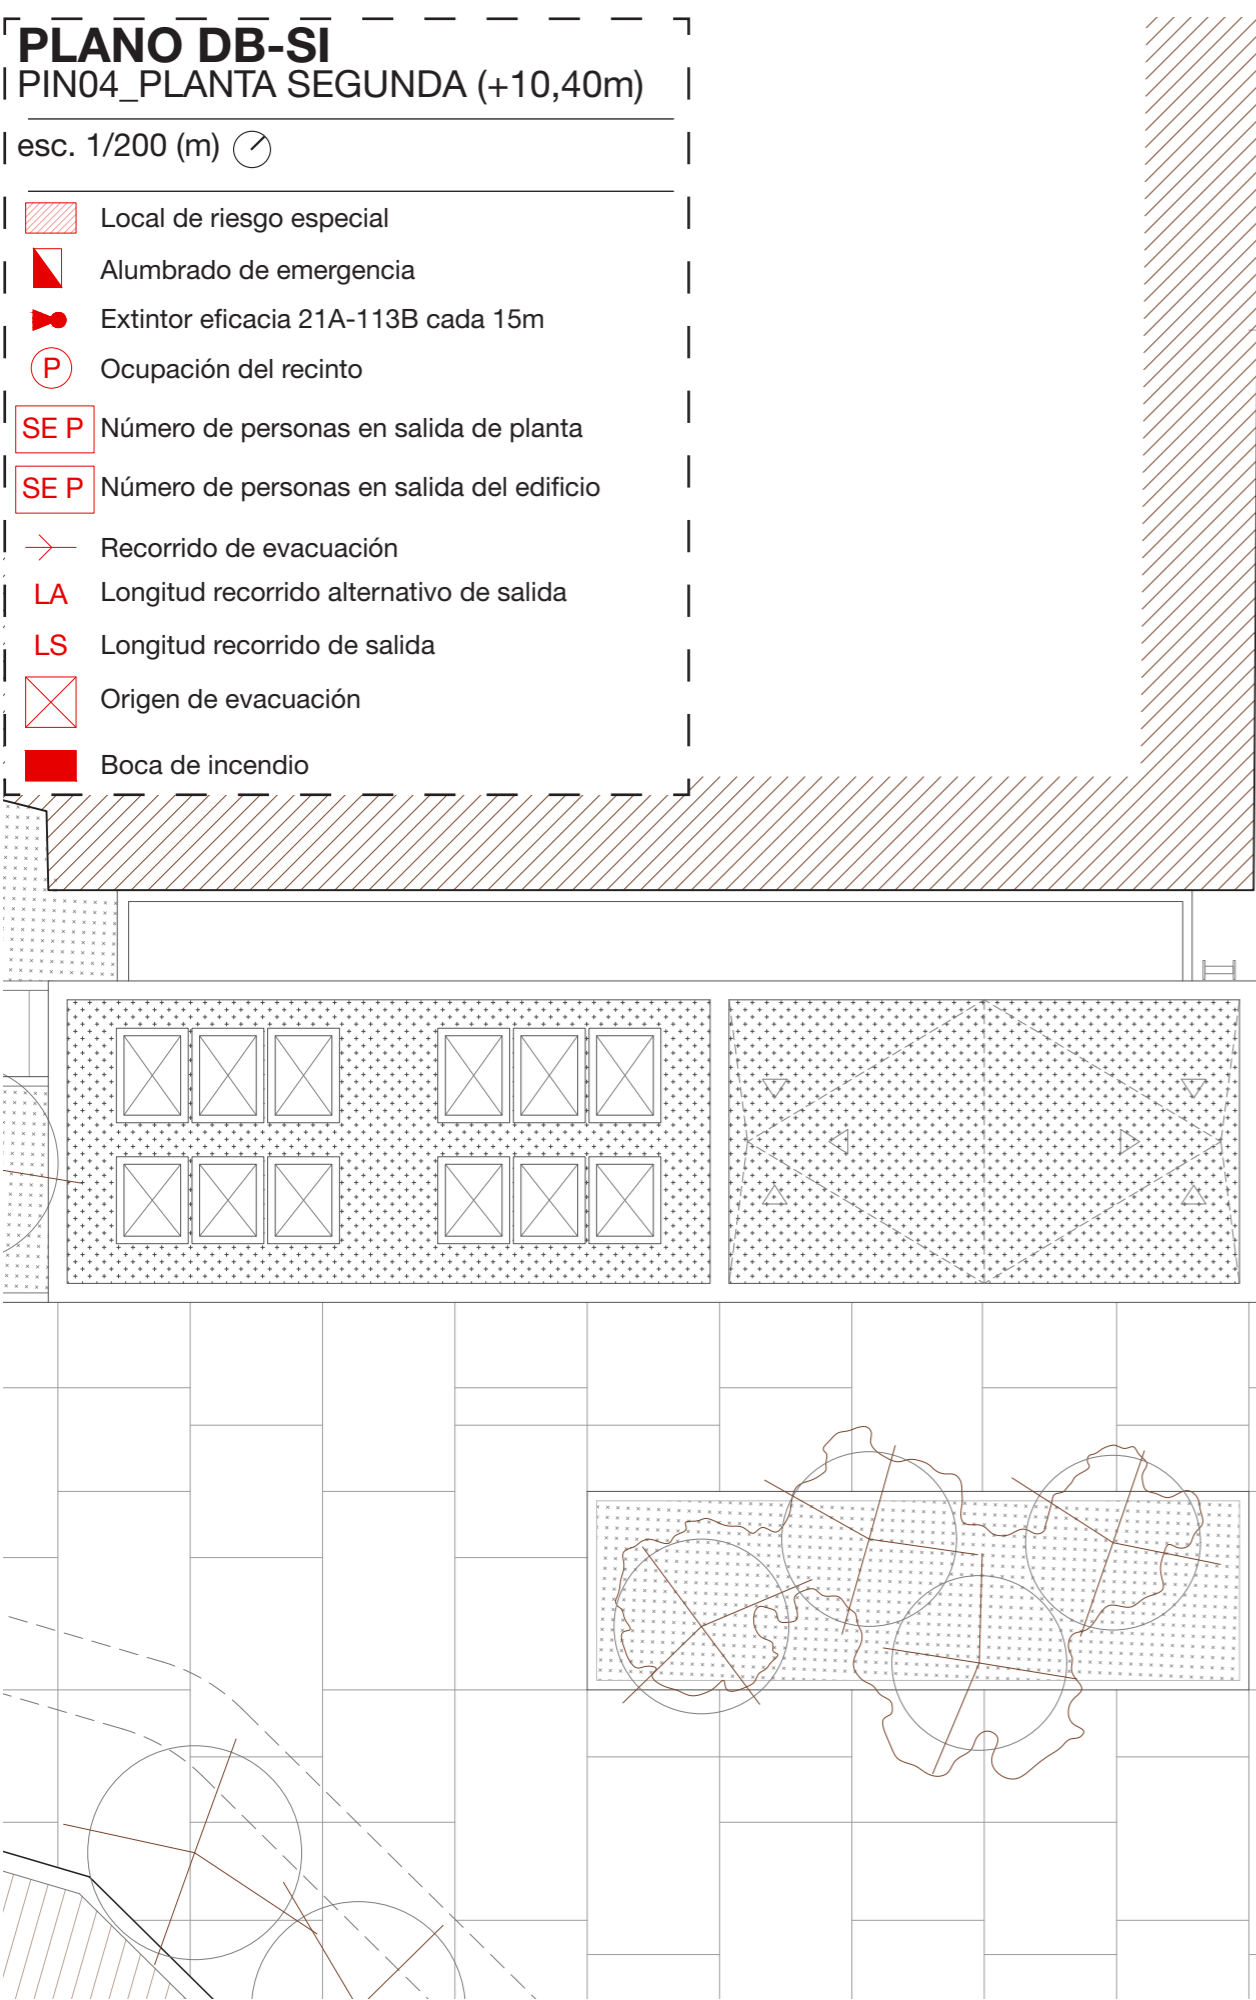 PLANO DB-SI
PIN04_PLANTA SEGUNDA (+10,40m)
esc. 1/200 (m)
Local de riesgo especial
Alumbrado de emergencia
Extintor eficacia 21A-113B cada 15m
P Ocupación del recinto
SE P Número de personas en salida de planta
SE P Número de personas en salida del edificio
Recorrido de evacuación
LA Longitud recorrido alternativo de salida
LS Longitud recorrido de salida
Origen de evacuación
Boca de incendio